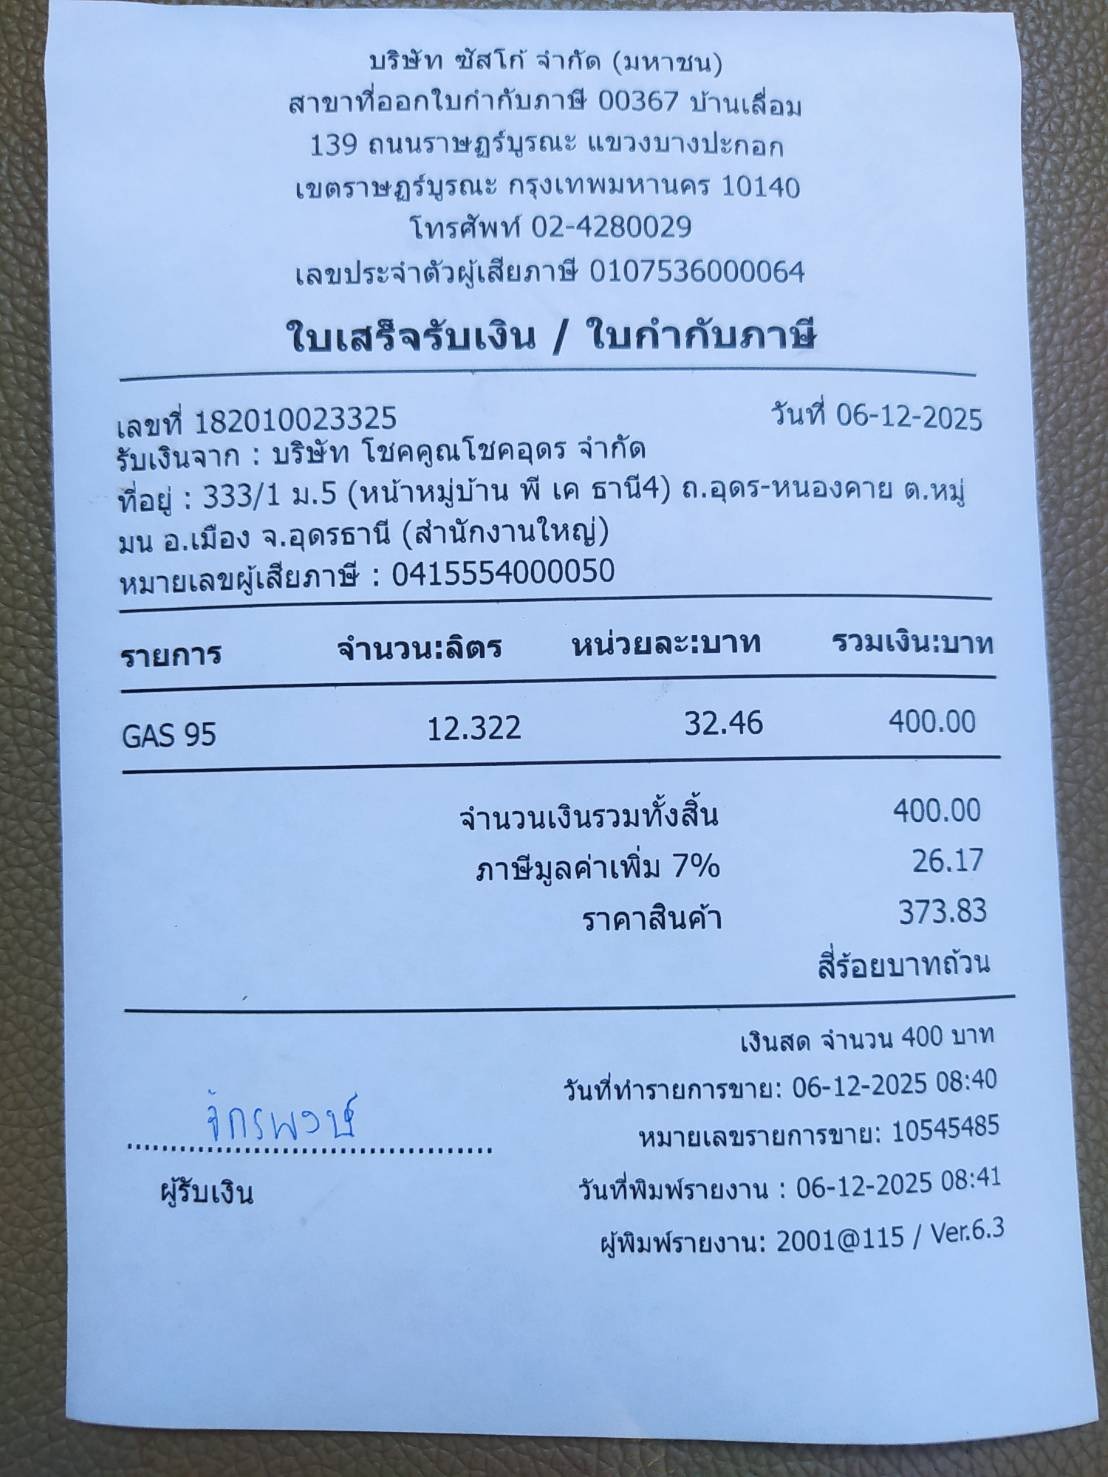 บริษัท ซัสโก้ จำกัด (มหาชน)
สาขาที่ออกใบกำกับภาษี 00367 บ้านเลื่อม
139 ถนนราษฎร์บูรณะ แขวงบางปะกอก
เขตราษฎร์บูรณะ กรุงเทพมหานคร 10140
โทรศัพท์ 02-4280029
เลขประจำตัวผู้เสียภาษี 0107536000064
ใบเสร็จรับเงิน / ใบกำกับภาษี
เลขที่ 182010023325 วันที่ 06-12-2025
รับเงินจาก : บริษัท โชคคูณโชคอุดร จำกัด
ที่อยู่ : 333/1 ม.5 (หน้าหมู่บ้าน พี เค ธานี4) ถ.อุดร-หนองคาย ต.หมู่
มน อ.เมือง จ.อุดรธานี (สำนักงานใหญ่)
หมายเลขผู้เสียภาษี : 0415554000050
รายการ จำนวน:ลิตร หน่วยละ:บาท รวมเงิน:บาท
GAS 95 12.322 32.46 400.00
จำนวนเงินรวมทั้งสิ้น 400.00
ภาษีมูลค่าเพิ่ม 7% 26.17
ราคาสินค้า 373.83
สี่ร้อยบาทถ้วน
เงินสด จำนวน 400 บาท
วันที่ทำรายการขาย: 06-12-2025 08:40
หมายเลขรายการขาย: 10545485
วันที่พิมพ์รายงาน : 06-12-2025 08:41
ผู้พิมพ์รายงาน: 2001@115 / Ver.6.3
จักรพงษ์
ผู้รับเงิน